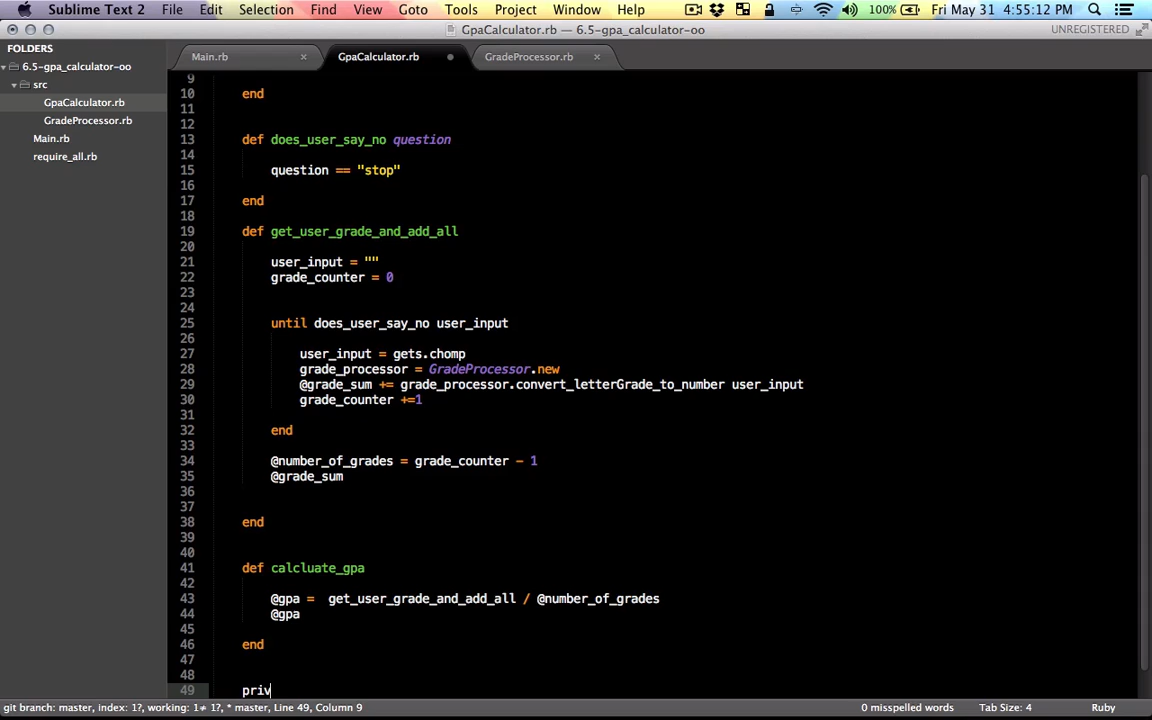 Sublime Text 2 File Edit Selection Find View Goto Tools Project Window Help 100% Fri May 31 4:55:12 PM
GpaCalculator.rb — 6.5-gpa_calculator-oo UNREGISTERED
FOLDERS
6.5-gpa_calculator-oo
src
GpaCalculator.rb
GradeProcessor.rb
Main.rb
require_all.rb
Main.rb × GpaCalculator.rb GradeProcessor.rb ×
9
10 end
11
12
13 def does_user_say_no question
14
15 question == "stop"
16
17 end
18
19 def get_user_grade_and_add_all
20
21 user_input = ""
22 grade_counter = 0
23
24
25 until does_user_say_no user_input
26
27 user_input = gets.chomp
28 grade_processor = GradeProcessor.new
29 @grade_sum += grade_processor.convert_letterGrade_to_number user_input
30 grade_counter +=1
31
32 end
33
34 @number_of_grades = grade_counter - 1
35 @grade_sum
36
37
38 end
39
40
41 def calcluate_gpa
42
43 @gpa =  get_user_grade_and_add_all / @number_of_grades
44 @gpa
45
46 end
47
48
49 priv
git branch: master, index: 1?, working: 1≠ 1?, * master, Line 49, Column 9 0 misspelled words Tab Size: 4 Ruby